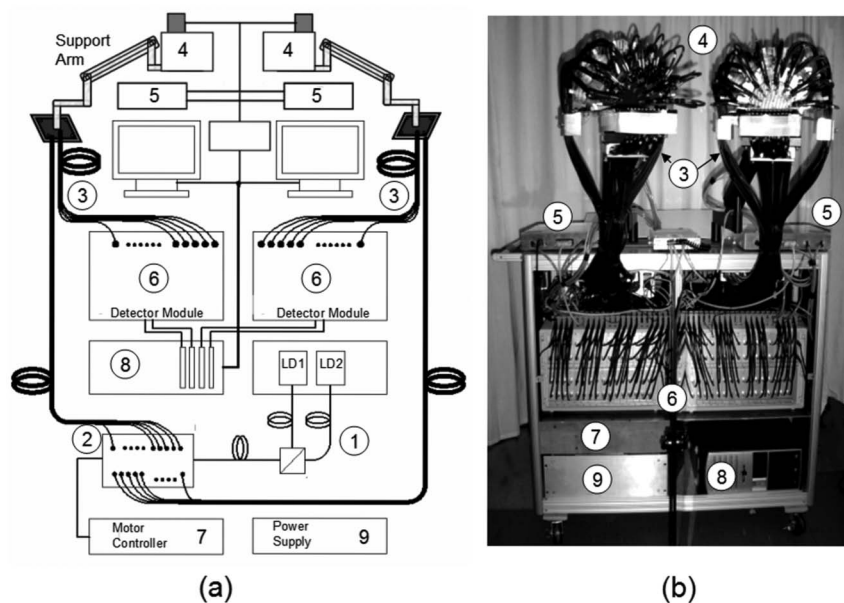 Support
Arm
4
4
5
5
3
3
6
6
Detector Module
Detector Module
8
LD1
LD2
2
1
Motor
Controller
7
Power
Supply
9
(a)
4
3
5
5
6
7
9
8
(b)